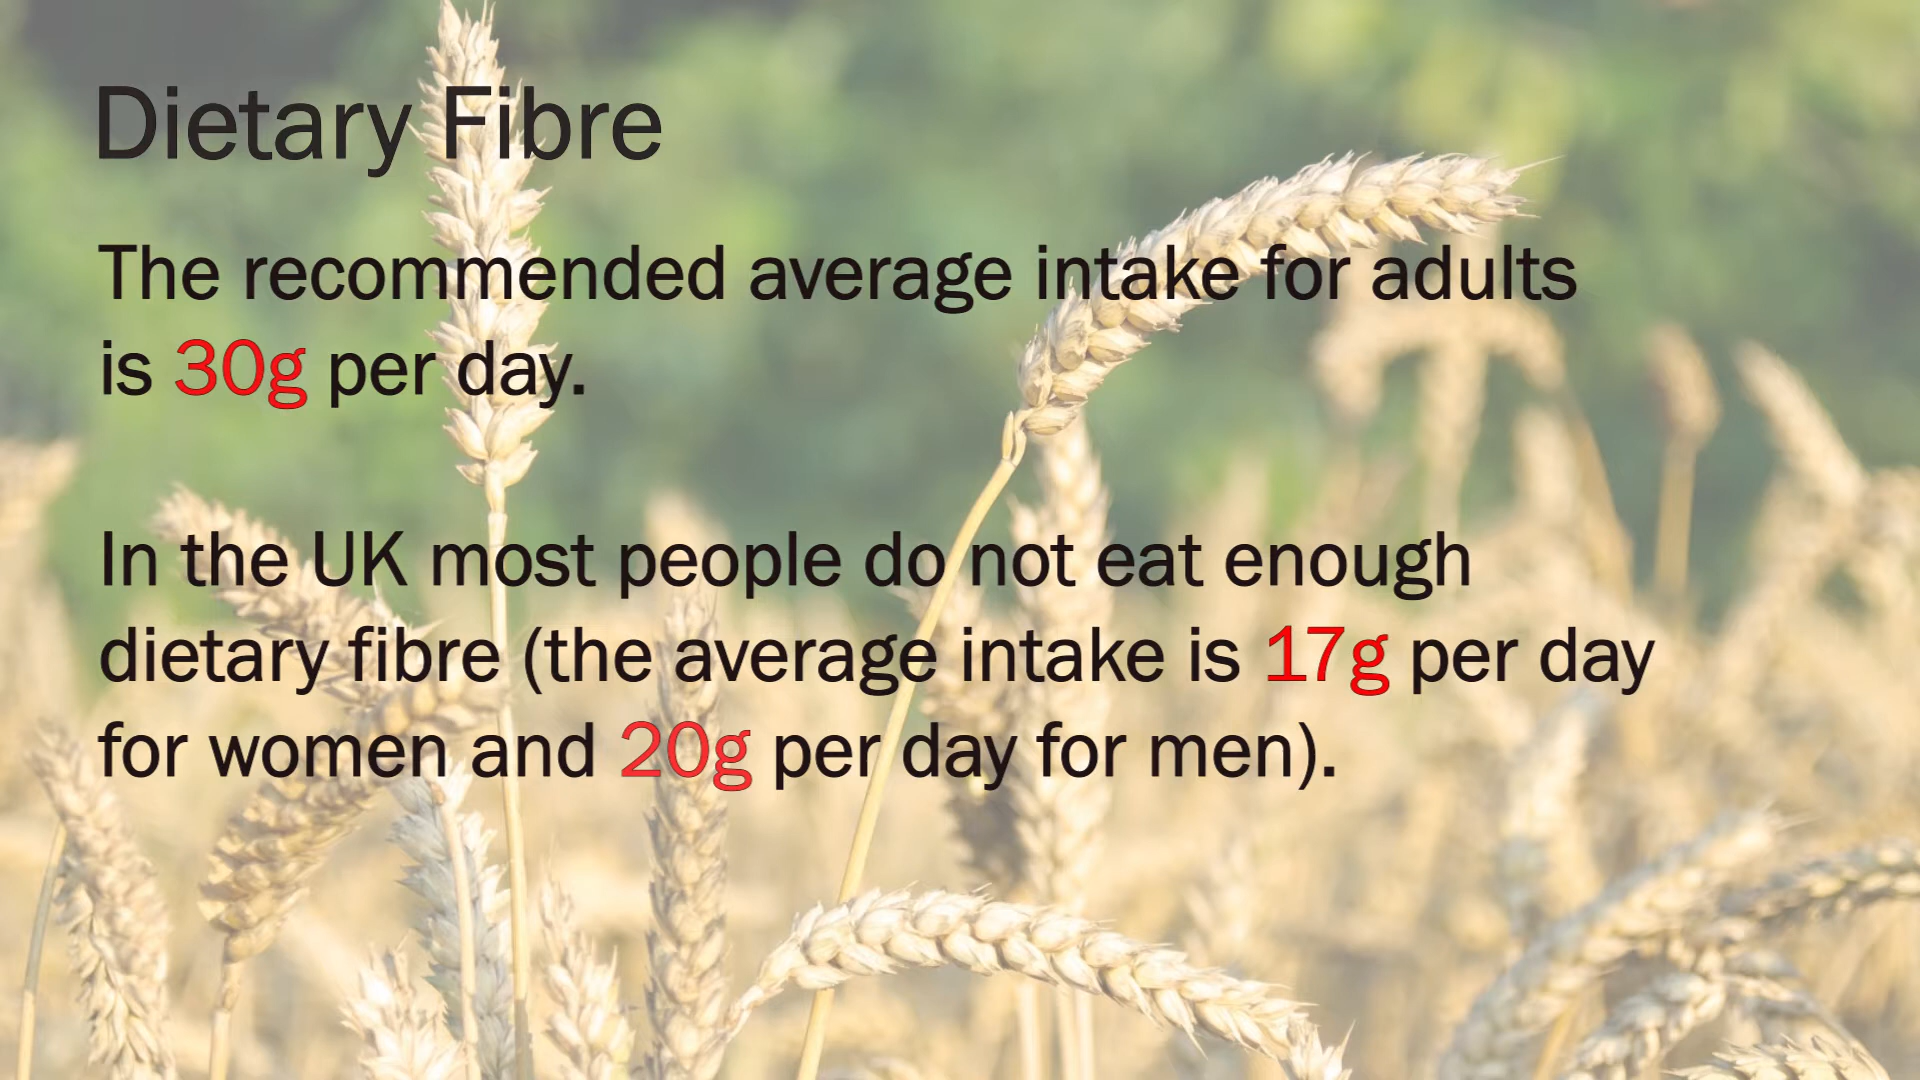 Dietary Fibre
The recommended average intake for adults
is 30g per day.
In the UK most people do not eat enough
dietary fibre (the average intake is 17g per day
for women and 20g per day for men).